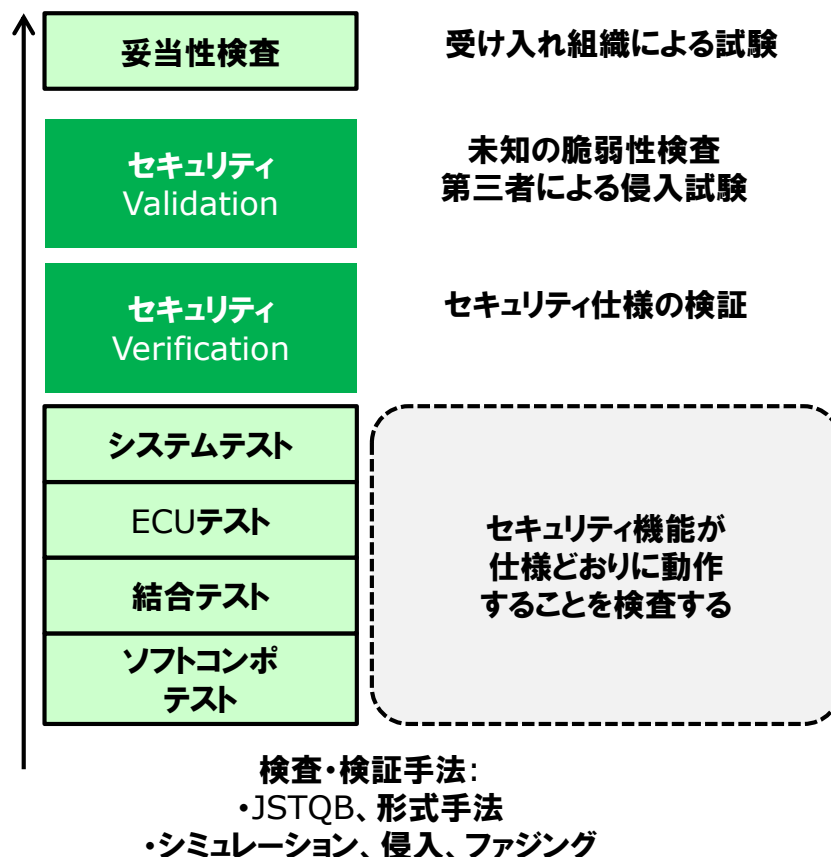 妥当性検査
受け入れ組織による試験
セキュリティ
Validation
未知の脆弱性検査
第三者による侵入試験
セキュリティ
Verification
セキュリティ仕様の検証
システムテスト
ECUテスト
結合テスト
ソフトコンポ
テスト
セキュリティ機能が
仕様どおりに動作
することを検査する
検査・検証手法:
・JSTQB、形式手法
・シミュレーション、侵入、ファジング